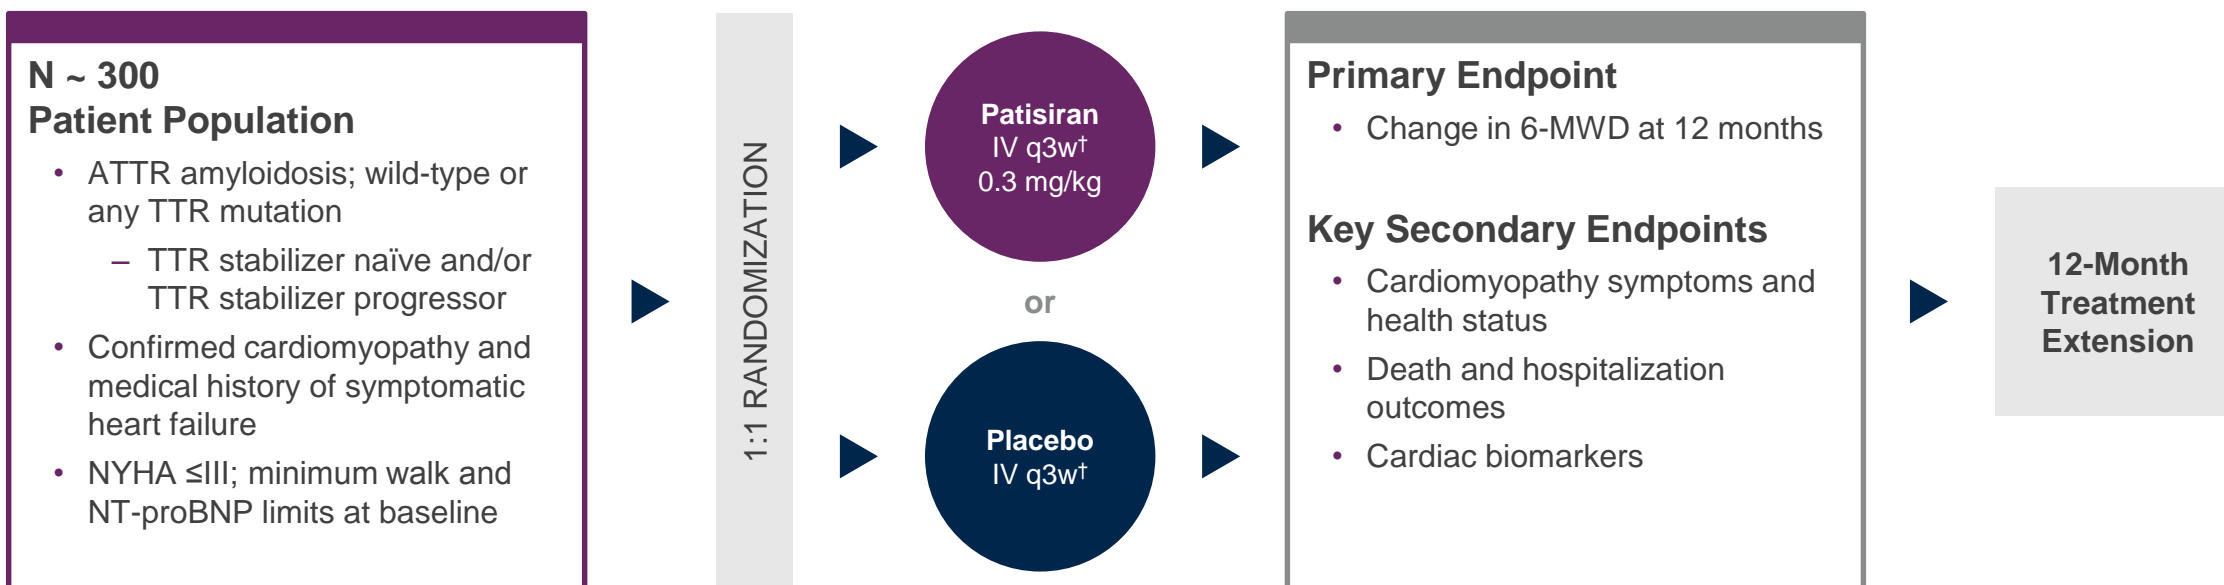 N ~ 300
Patient Population
• ATTR amyloidosis; wild-type or
any TTR mutation
– TTR stabilizer naïve and/or
TTR stabilizer progressor
• Confirmed cardiomyopathy and
medical history of symptomatic
heart failure
• NYHA ≤III; minimum walk and
NT-proBNP limits at baseline
1:1 RANDOMIZATION
Patisiran
IV q3w†
0.3 mg/kg
or
Placebo
IV q3w†
Primary Endpoint
• Change in 6-MWD at 12 months
Key Secondary Endpoints
• Cardiomyopathy symptoms and
health status
• Death and hospitalization
outcomes
• Cardiac biomarkers
12-Month
Treatment
Extension